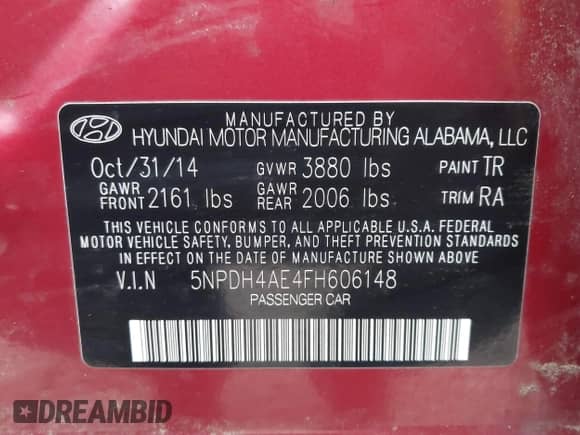 MANUFACTURED BY
HYUNDAI MOTOR MANUFACTURING ALABAMA, LLC
Oct/31/14 GVWR 3880 lbs PAINT TR
GAWR FRONT 2161 lbs GAWR REAR 2006 lbs TRIM RA
THIS VEHICLE CONFORMS TO ALL APPLICABLE U.S.A. FEDERAL
MOTOR VEHICLE SAFETY, BUMPER, AND THEFT PREVENTION STANDARDS
IN EFFECT ON THE DATE OF MANUFACTURE SHOWN ABOVE.
V.I.N 5NPDH4AE4FH606148
PASSENGER CAR
DREAMBID